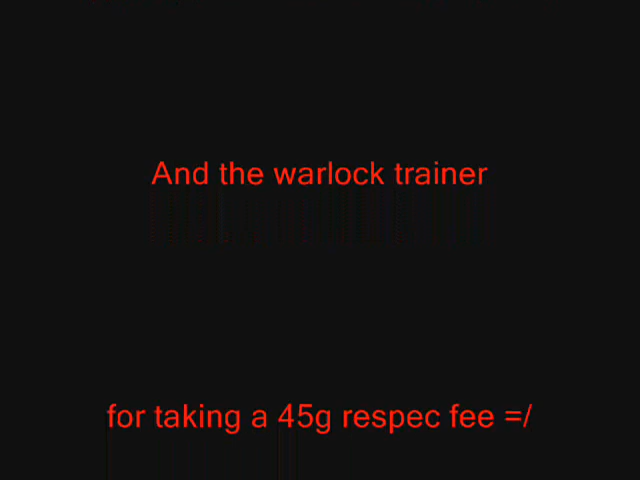 And the warlock trainer
for taking a 45g respec fee =/